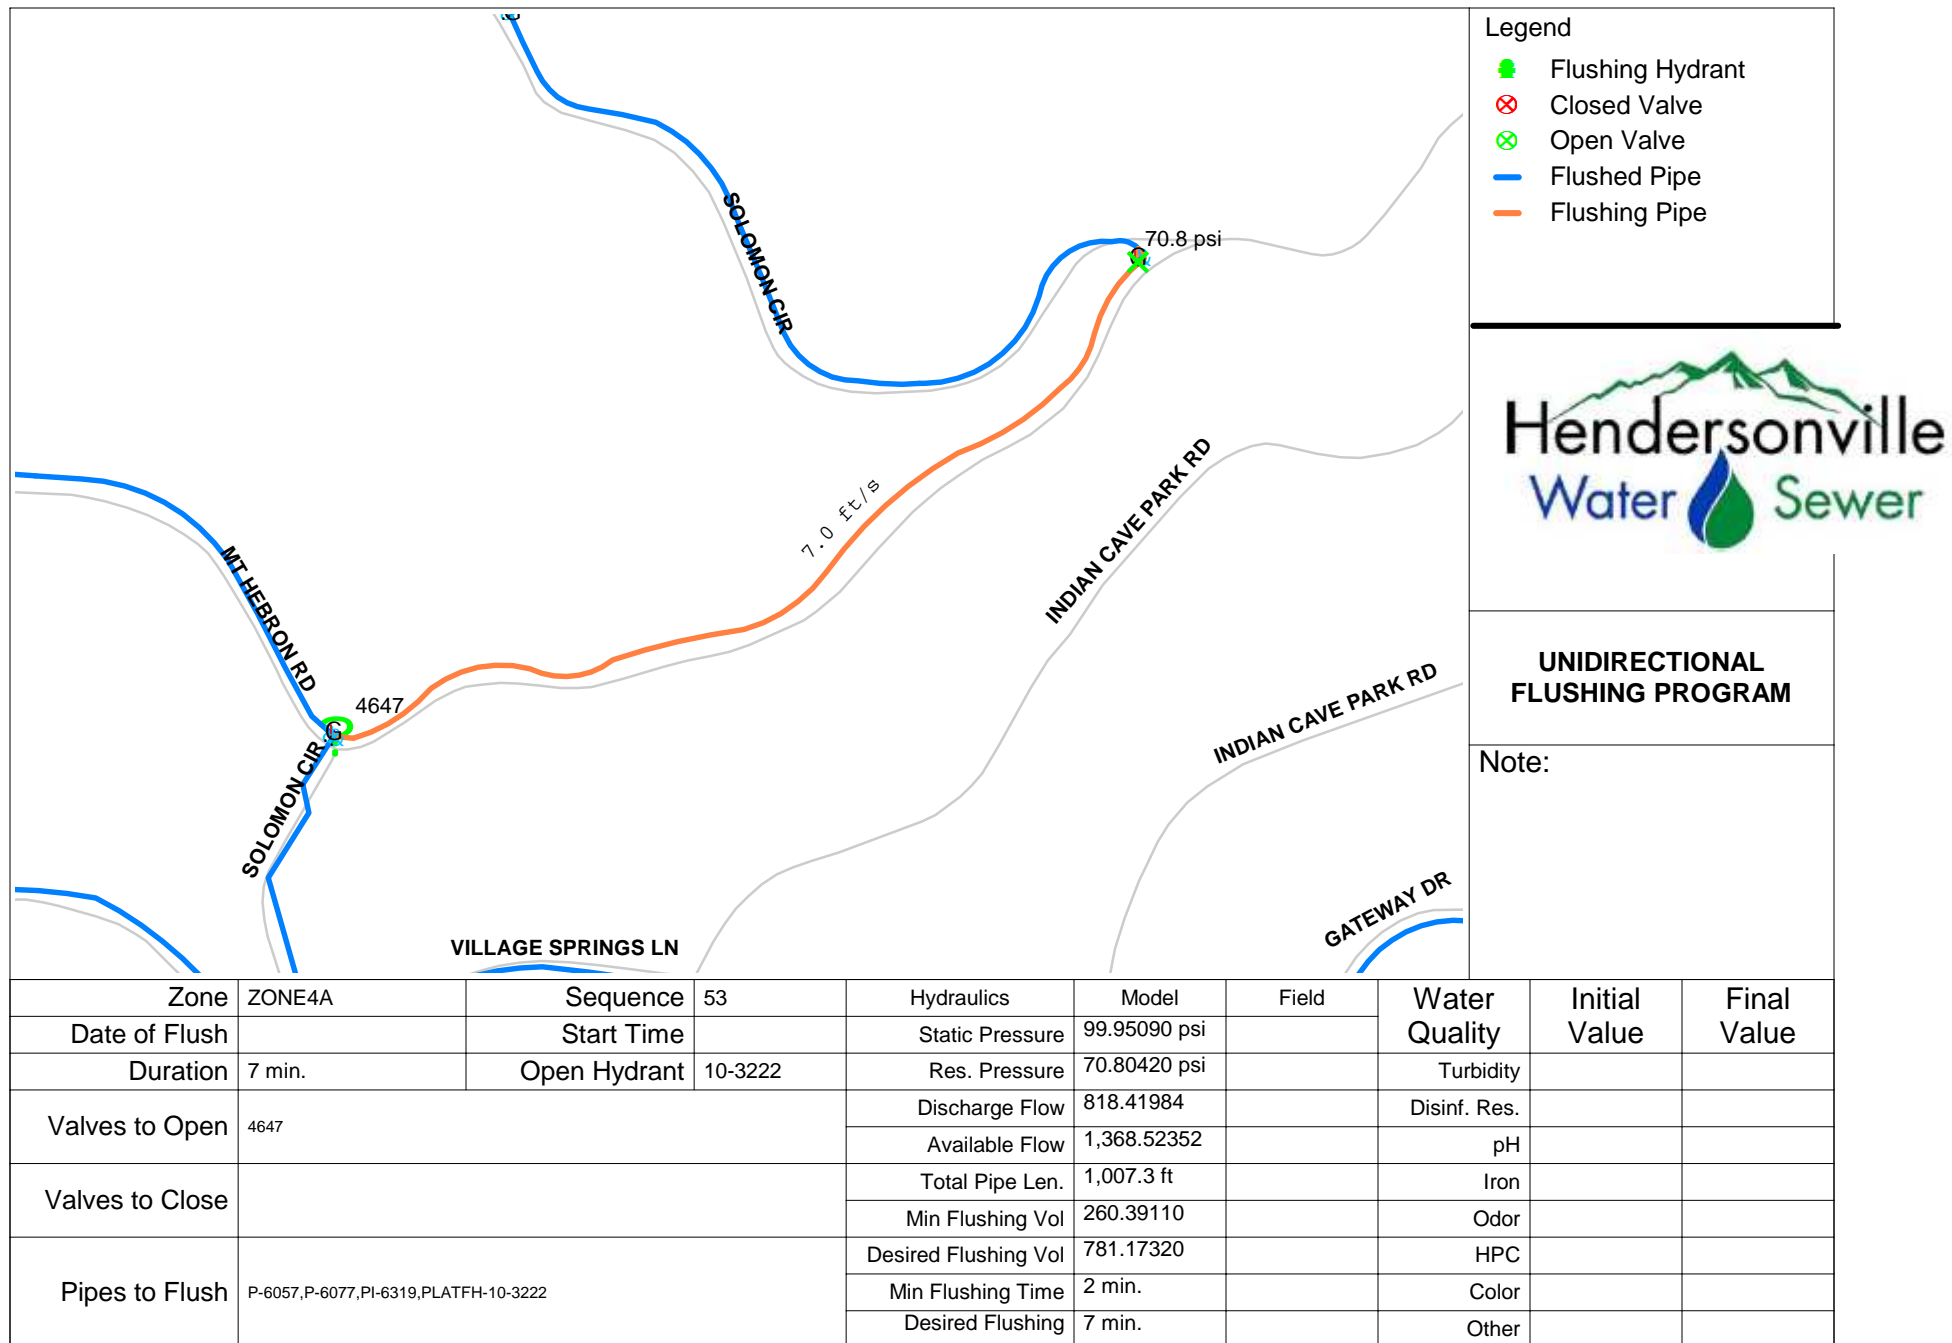 Legend
Flushing Hydrant
Closed Valve
Open Valve
Flushed Pipe
Flushing Pipe
SOLOMON CIR
70.8 psi
7.0 ft/s
INDIAN CAVE PARK RD
MT HEBRON RD
4647
G
SOLOMON CIR
INDIAN CAVE PARK RD
GATEWAY DR
VILLAGE SPRINGS LN
Hendersonville
Water Sewer
UNIDIRECTIONAL
FLUSHING PROGRAM
Note:
Zone ZONE4A Sequence 53 Hydraulics Model Field Water Quality Initial Value Final Value
Date of Flush Start Time Static Pressure 99.95090 psi
Duration 7 min. Open Hydrant 10-3222 Res. Pressure 70.80420 psi Turbidity
Valves to Open 4647 Discharge Flow 818.41984 Disinf. Res.
Available Flow 1,368.52352 pH
Valves to Close Total Pipe Len. 1,007.3 ft Iron
Min Flushing Vol 260.39110 Odor
Pipes to Flush P-6057,P-6077,PI-6319,PLATFH-10-3222 Desired Flushing Vol 781.17320 HPC
Min Flushing Time 2 min. Color
Desired Flushing 7 min. Other